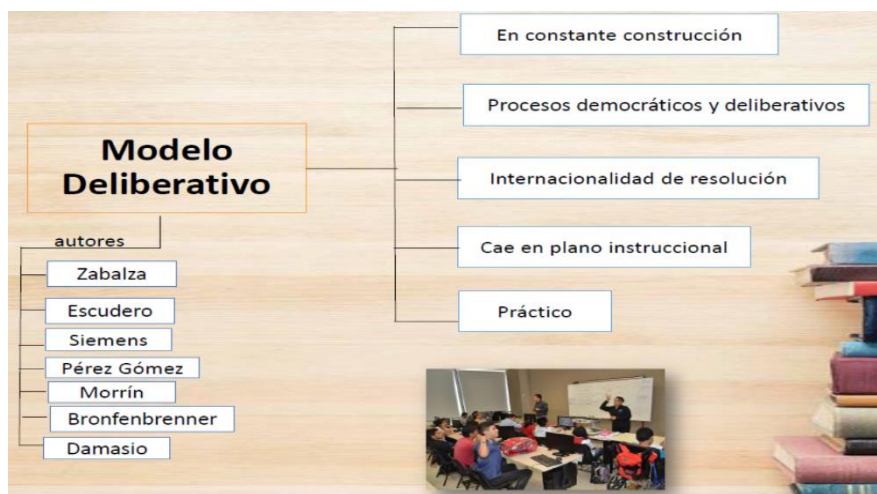 Modelo
Deliberativo
autores
Zabalza
Escudero
Siemens
Pérez Gómez
Morrín
Bronfenbrenner
Damasio
En constante construcción
Procesos democráticos y deliberativos
Internacionalidad de resolución
Cae en plano instruccional
Práctico